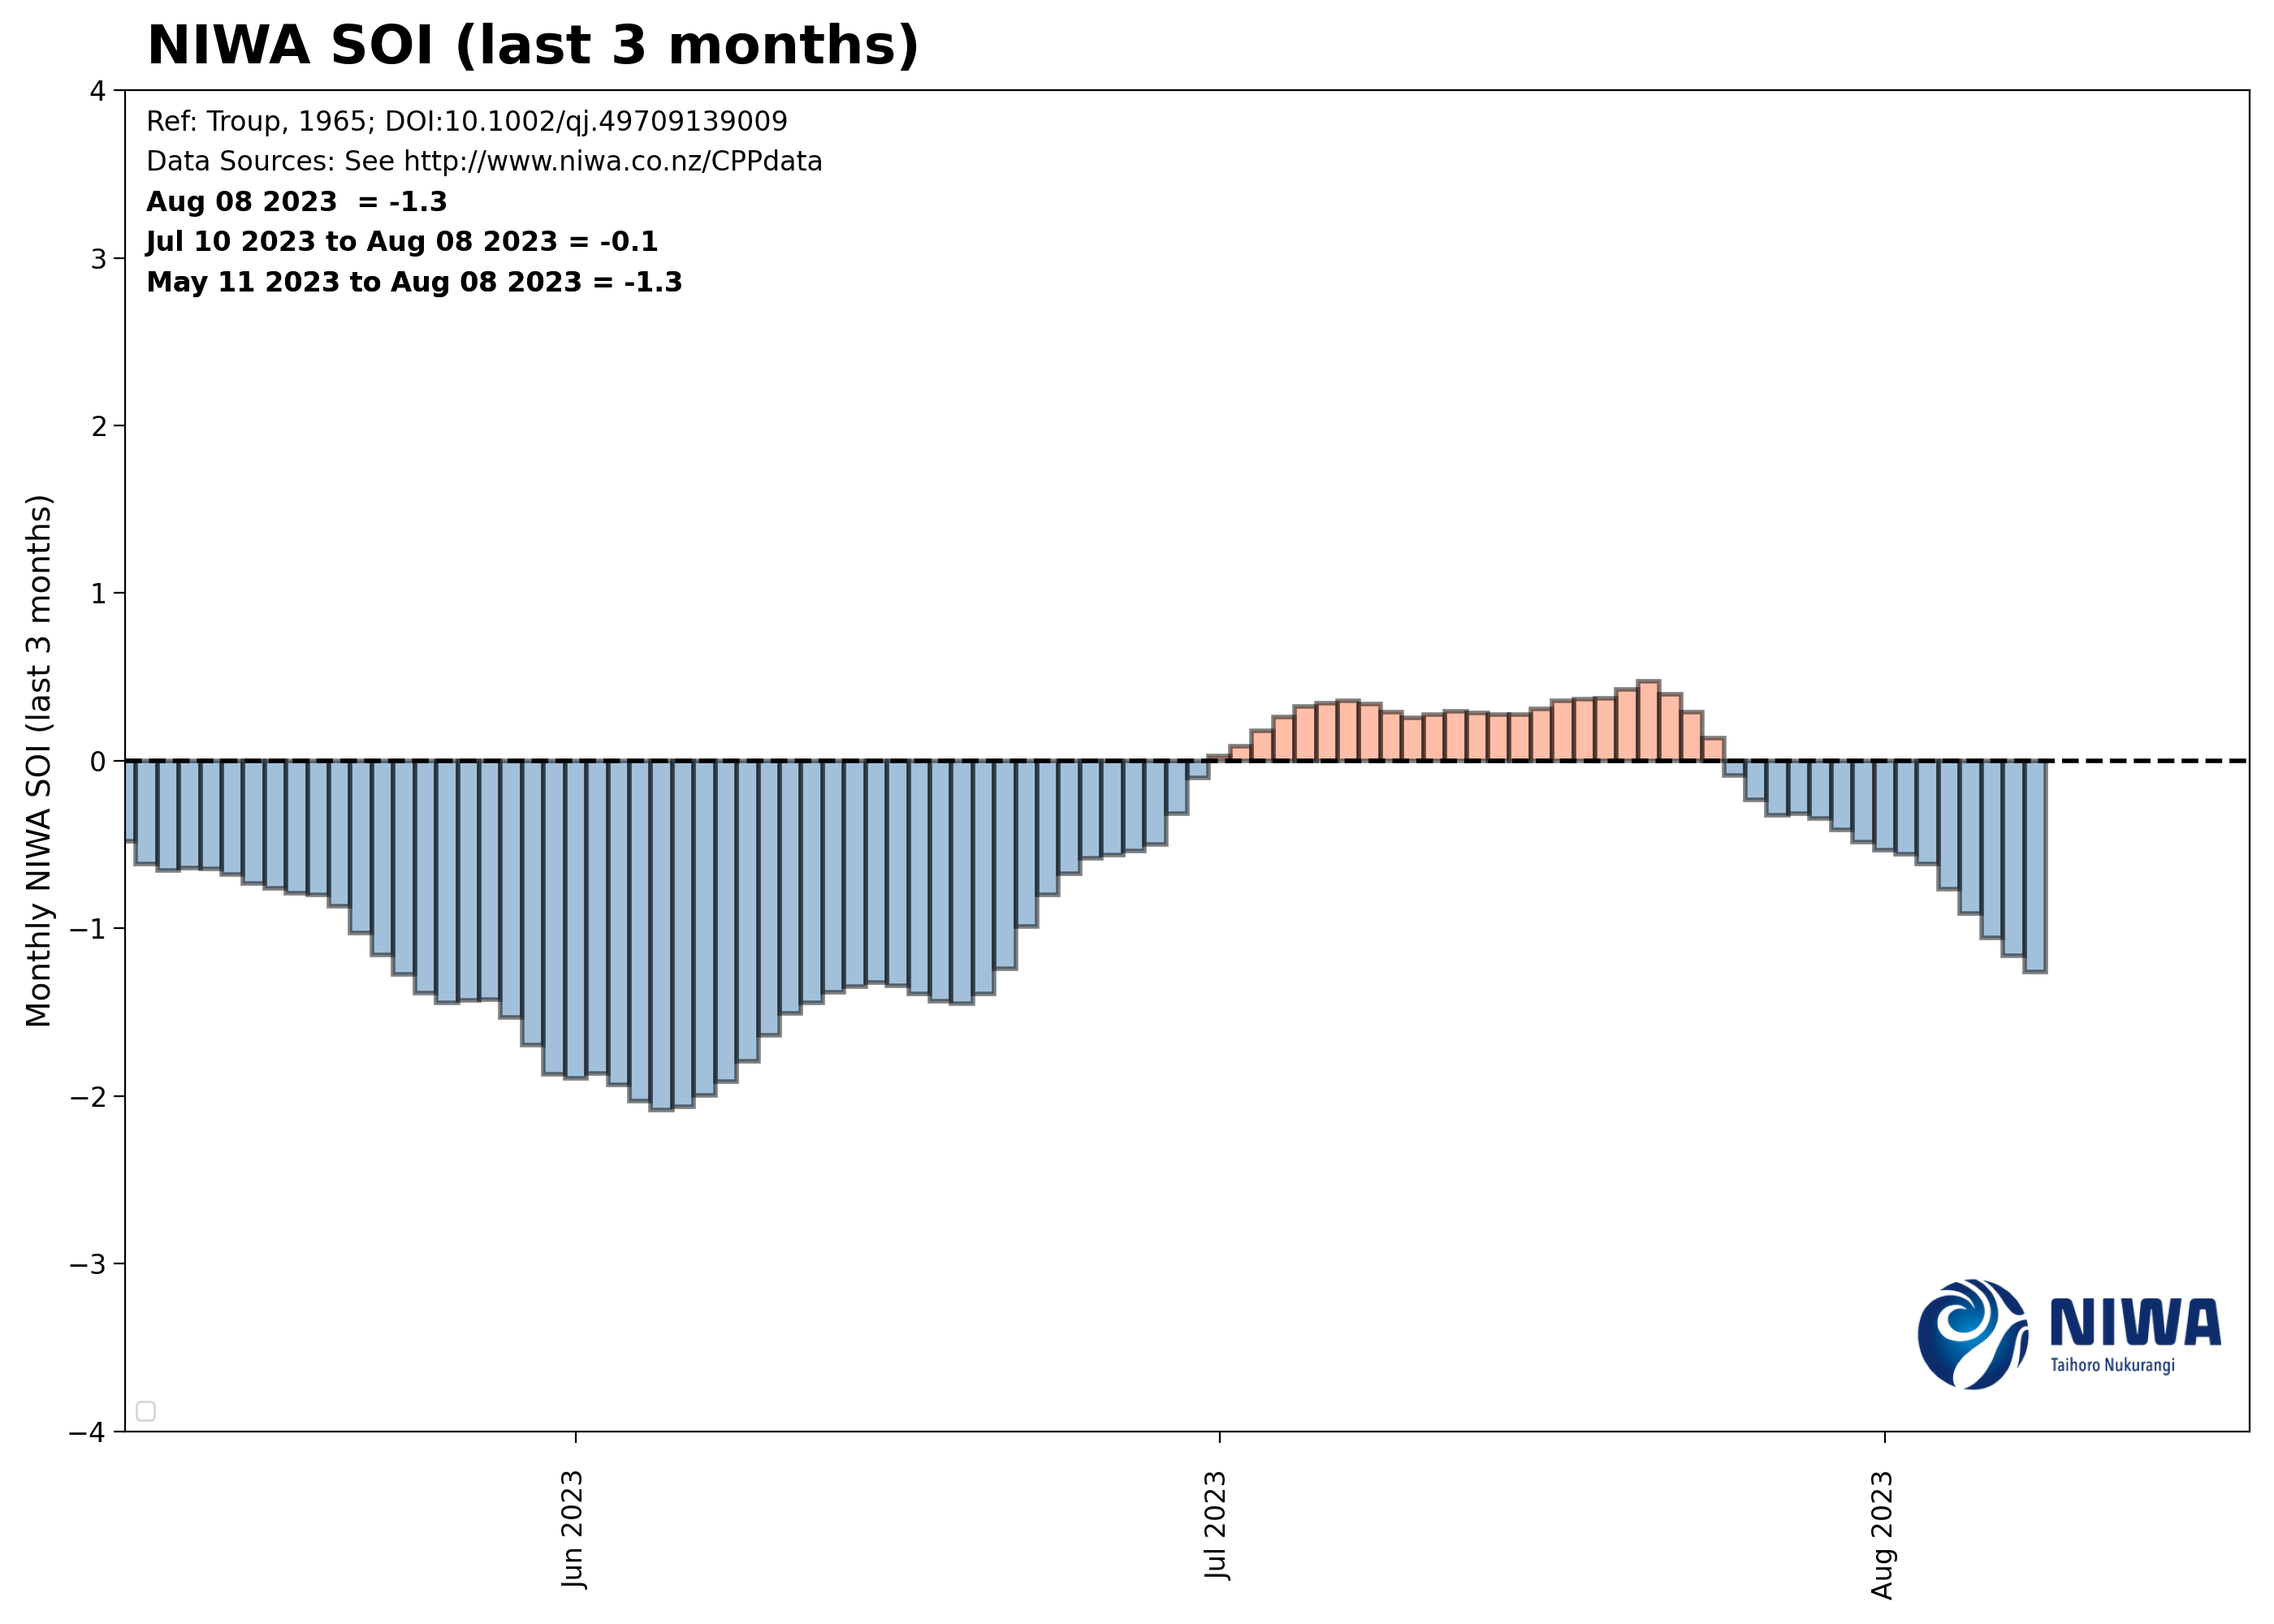 NIWA SOI (last 3 months)
Ref: Troup, 1965; DOI:10.1002/qj.49709139009
Data Sources: See http://www.niwa.co.nz/CPPdata
Aug 08 2023  = -1.3
Jul 10 2023 to Aug 08 2023 = -0.1
May 11 2023 to Aug 08 2023 = -1.3
Monthly NIWA SOI (last 3 months)
4
3
2
1
0
−1
−2
−3
−4
Jun 2023
Jul 2023
Aug 2023
NIWA
Taihoro Nukurangi